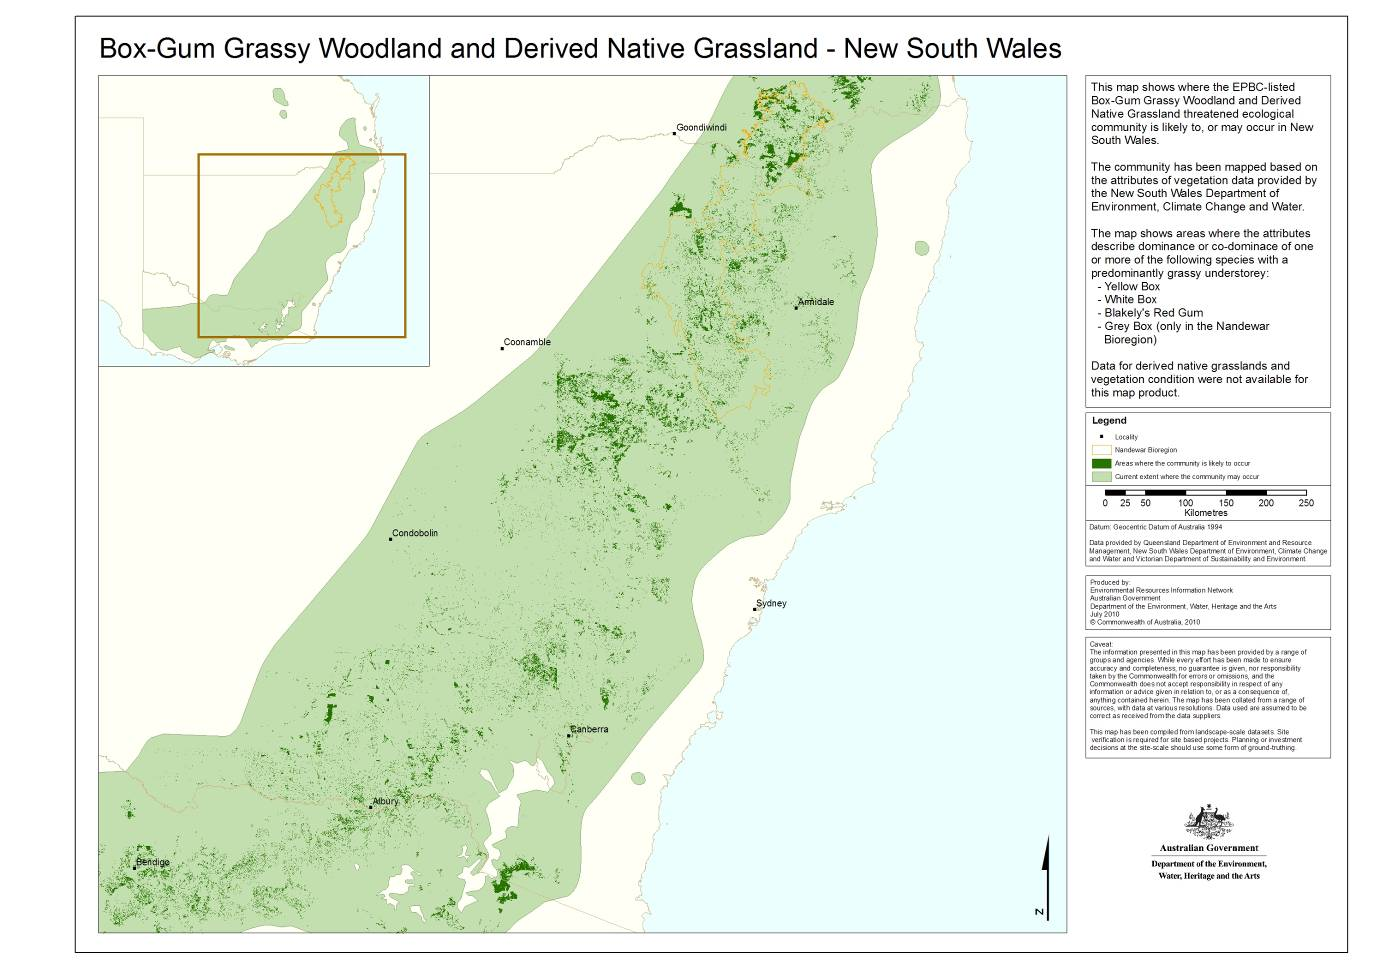 Box-Gum Grassy Woodland and Derived Native Grassland - New South Wales
Goondiwindi
Armidale
Coonamble
Condobolin
Sydney
Canberra
Albury
Bendigo
N
This map shows where the EPBC-listed
Box-Gum Grassy Woodland and Derived
Native Grassland threatened ecological
community is likely to, or may occur in New
South Wales.
The community has been mapped based on
the attributes of vegetation data provided by
the New South Wales Department of
Environment, Climate Change and Water.
The map shows areas where the attributes
describe dominance or co-dominace of one
or more of the following species with a
predominantly grassy understorey:
- Yellow Box
- White Box
- Blakely's Red Gum
- Grey Box (only in the Nandewar
Bioregion)
Data for derived native grasslands and
vegetation condition were not available for
this map product.
Legend
Locality
Nandewar Bioregion
Areas where the community is likely to occur
Current extent where the community may occur
0 25 50 100 150 200 250
Kilometres
Datum: Geocentric Datum of Australia 1994
Data provided by Queensland Department of Environment and Resource
Management, New South Wales Department of Environment, Climate Change
and Water and Victorian Department of Sustainability and Environment
Produced by:
Environmental Resources Information Network
Australian Government
Department of the Environment, Water, Heritage and the Arts
July 2010
© Commonwealth of Australia, 2010
Caveat:
The information presented in this map has been provided by a range of
groups and agencies. While every effort has been made to ensure
accuracy and completeness, no guarantee is given, nor responsibility
taken by the Commonwealth for errors or omissions, and the
Commonwealth does not accept responsibility in respect of any
information or advice given in relation to, or as a consequence of,
anything contained herein. The map has been collated from a range of
sources, with data at various resolutions. Data used are assumed to be
correct as received from the data suppliers.
This map has been compiled from landscape-scale datasets. Site
verification is required for site based projects. Planning or investment
decisions at the site-scale should use some form of ground-truthing.
Australian Government
Department of the Environment,
Water, Heritage and the Arts